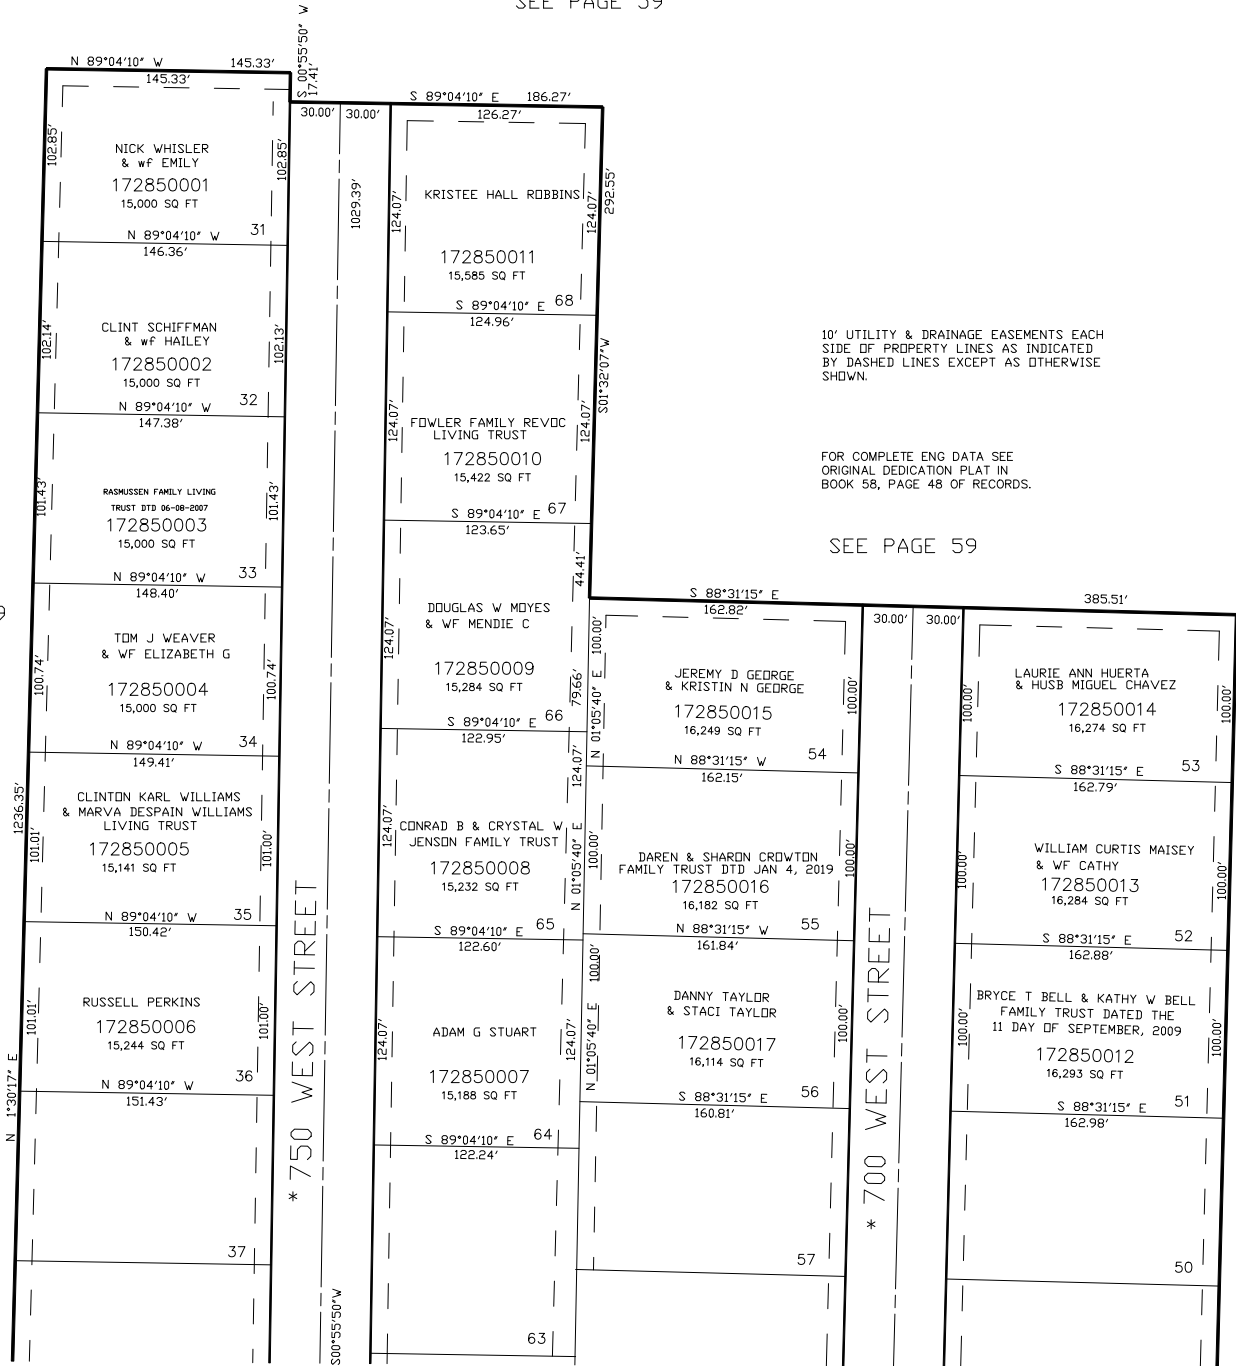 SEE PAGE 59
N 89°04'10" W 145.33'
145.33'
S 00°55'50" W
17.41'
102.85'
NICK WHISLER
& wf EMILY
172850001
15,000 SQ FT
102.85'
31
N 89°04'10" W
146.36'
102.14'
CLINT SCHIFFMAN
& wf HAILEY
172850002
15,000 SQ FT
102.13'
32
N 89°04'10" W
147.38'
101.43'
RASMUSSEN FAMILY LIVING
TRUST DTD 06-08-2007
172850003
15,000 SQ FT
101.43'
33
N 89°04'10" W
148.40'
9
100.74'
TOM J WEAVER
& WF ELIZABETH G
172850004
15,000 SQ FT
100.74'
34
N 89°04'10" W
149.41'
1236.35'
101.01'
CLINTON KARL WILLIAMS
& MARVA DESPAIN WILLIAMS
LIVING TRUST
172850005
15,141 SQ FT
101.00'
35
N 89°04'10" W
150.42'
101.01'
RUSSELL PERKINS
172850006
15,244 SQ FT
101.00'
36
N 89°04'10" W
151.43'
N 1°30'17" E
37
30.00' 30.00'
1029.39'
* 750 WEST STREET
S00°55'50"W
S 89°04'10" E 186.27'
126.27'
124.07'
KRISTEE HALL ROBBINS
172850011
15,585 SQ FT
124.07'
292.55'
68
S 89°04'10" E
124.96'
S01°32'07"W
124.07'
FOWLER FAMILY REVOC
LIVING TRUST
172850010
15,422 SQ FT
124.07'
67
S 89°04'10" E
123.65'
44.41'
124.07'
DOUGLAS W MOYES
& WF MENDIE C
172850009
15,284 SQ FT
79.66'
66
S 89°04'10" E
122.95'
124.07'
124.07'
CONRAD B & CRYSTAL W
JENSON FAMILY TRUST
172850008
15,232 SQ FT
65
S 89°04'10" E
122.60'
124.07'
ADAM G STUART
172850007
15,188 SQ FT
124.07'
64
S 89°04'10" E
122.24'
63
10' UTILITY & DRAINAGE EASEMENTS EACH
SIDE OF PROPERTY LINES AS INDICATED
BY DASHED LINES EXCEPT AS OTHERWISE
SHOWN.
FOR COMPLETE ENG DATA SEE
ORIGINAL DEDICATION PLAT IN
BOOK 58, PAGE 48 OF RECORDS.
SEE PAGE 59
S 88°31'15" E
162.82'
385.51'
100.00'
N 01°05'40" E
JEREMY D GEORGE
& KRISTIN N GEORGE
172850015
16,249 SQ FT
100.00'
54
N 88°31'15" W
162.15'
100.00'
N 01°05'40" E
DAREN & SHARON CROWTON
FAMILY TRUST DTD JAN 4, 2019
172850016
16,182 SQ FT
100.00'
55
N 88°31'15" W
161.84'
100.00'
N 01°05'40" E
DANNY TAYLOR
& STACI TAYLOR
172850017
16,114 SQ FT
100.00'
56
S 88°31'15" E
160.81'
57
30.00' 30.00'
* 700 WEST STREET
100.00'
LAURIE ANN HUERTA
& HUSB MIGUEL CHAVEZ
172850014
16,274 SQ FT
100.00'
53
S 88°31'15" E
162.79'
100.00'
WILLIAM CURTIS MAISEY
& WF CATHY
172850013
16,284 SQ FT
100.00'
52
S 88°31'15" E
162.88'
100.00'
BRYCE T BELL & KATHY W BELL
FAMILY TRUST DATED THE
11 DAY OF SEPTEMBER, 2009
172850012
16,293 SQ FT
100.00'
51
S 88°31'15" E
162.98'
50